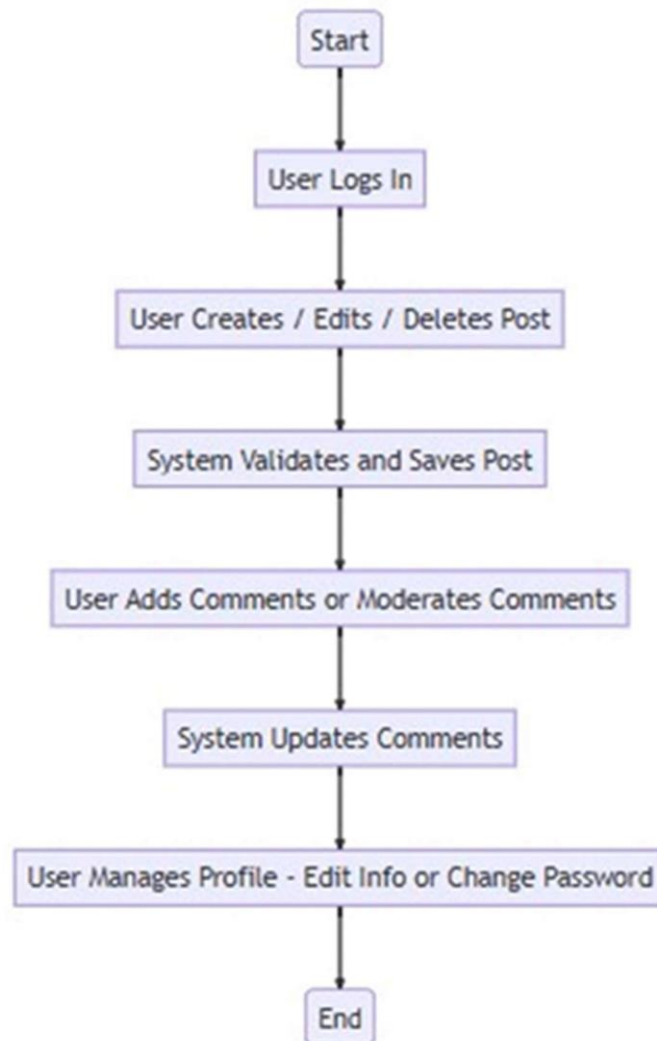 Start
User Logs In
User Creates / Edits / Deletes Post
System Validates and Saves Post
User Adds Comments or Moderates Comments
System Updates Comments
User Manages Profile - Edit Info or Change Password
End